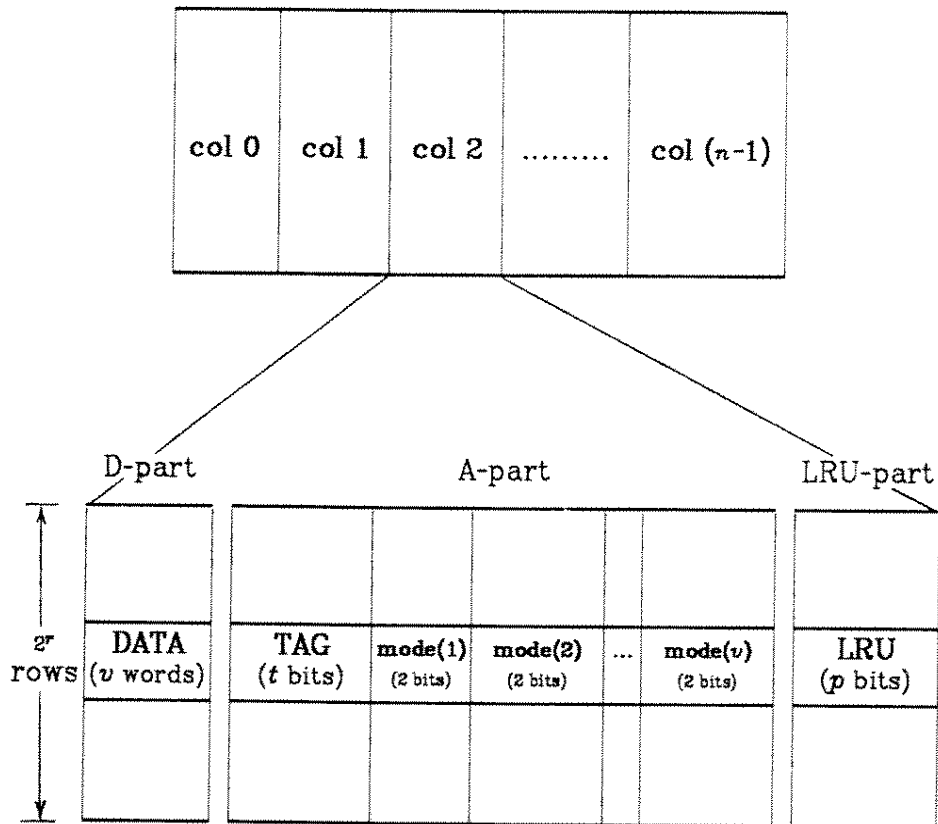 col 0 col 1 col 2 ......... col (n-1)
D-part A-part LRU-part
2^r rows
DATA (v words)
TAG (t bits)
mode(1) (2 bits)
mode(2) (2 bits)
...
mode(v) (2 bits)
LRU (p bits)